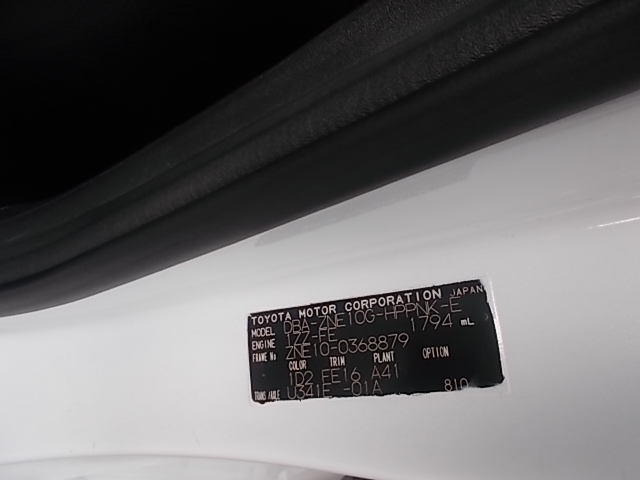 TOYOTA MOTOR CORPORATION JAPAN
MODEL DBA-ZNE10G-HPPNK-E
ENGINE 1ZZ-FE 1794 mL
FRAME No ZNE10-0368879
COLOR TRIM PLANT OPTION
1D2 EE16 A41
TRANS/AXLE U341E -01A 810